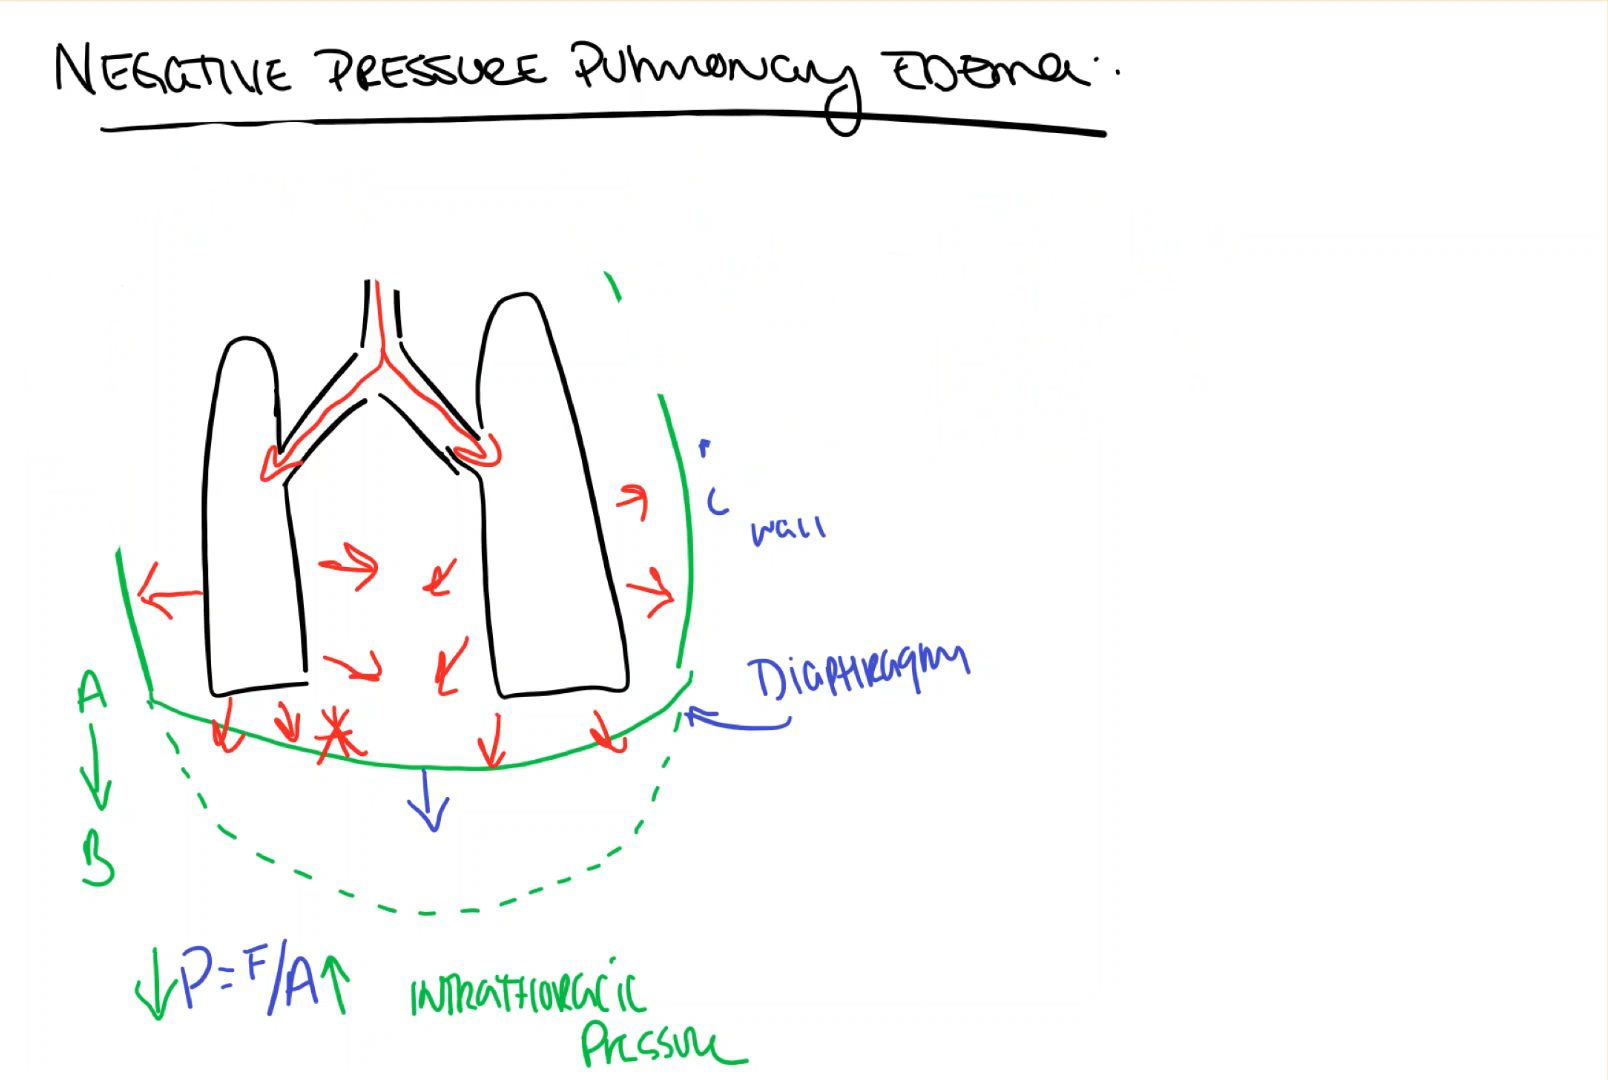 NEGATIVE PRESSURE Pulmonary EDema
wall
DIAPHRagm
A
B
↓P=F/A↑
INTRATHORACIC
Pressure